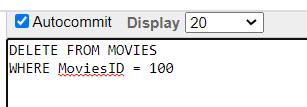 Autocommit Display 20
DELETE FROM MOVIES
WHERE MoviesID = 100